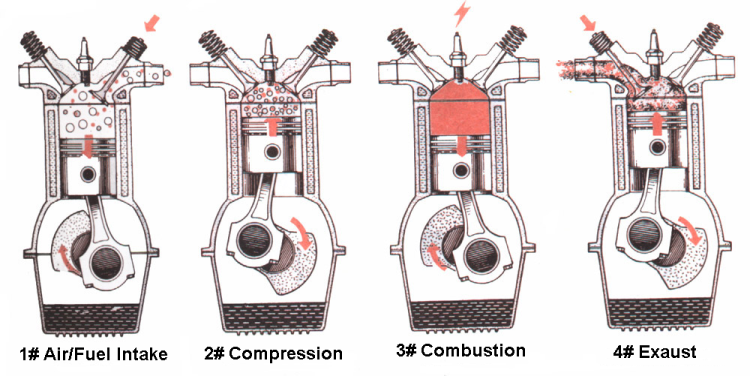 1# Air/Fuel Intake
2# Compression
3# Combustion
4# Exaust